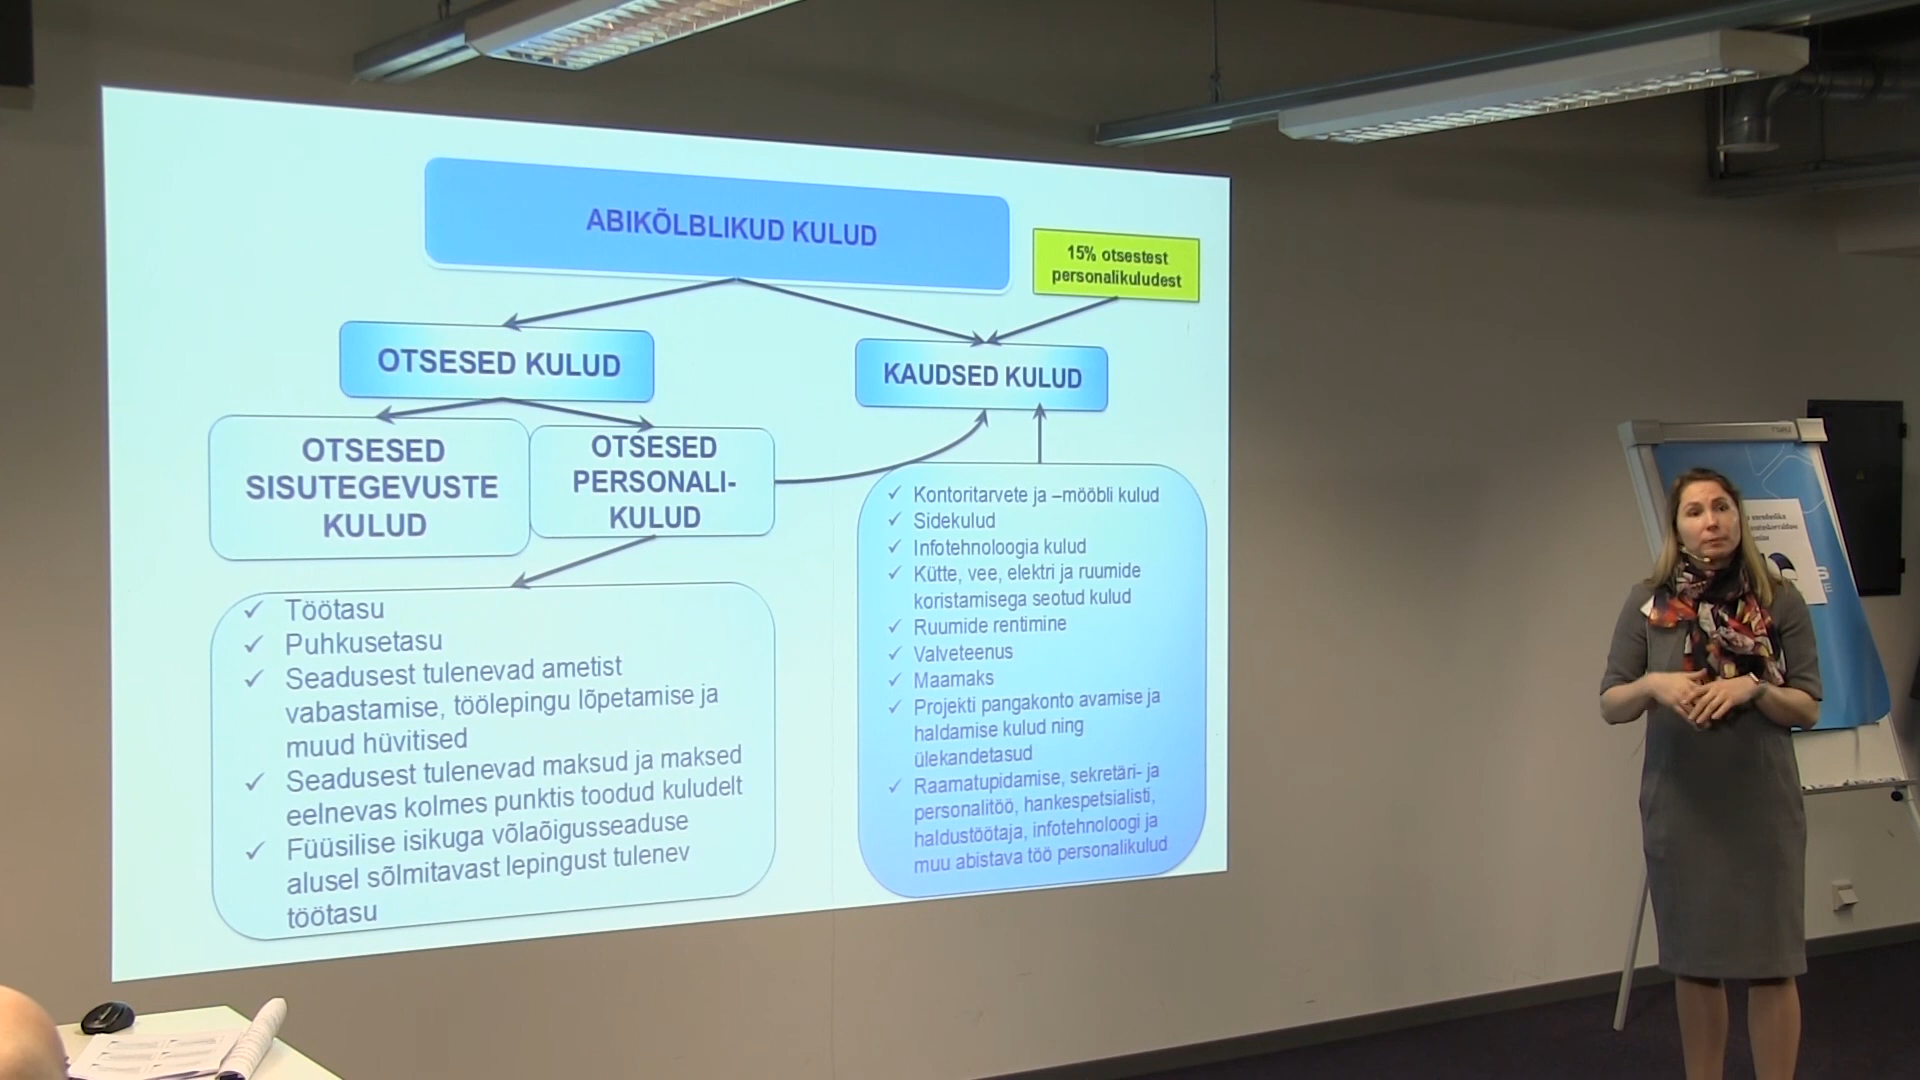 ABIKÕLBLIKUD KULUD
15% otsestest
personalikuludest
OTSESED KULUD
KAUDSED KULUD
OTSESED
SISUTEGEVUSTE
KULUD
OTSESED
PERSONALI-
KULUD
✓ Töötasu
✓ Puhkusetasu
✓ Seadusest tulenevad ametist
vabastamise, töölepingu lõpetamise ja
muud hüvitised
✓ Seadusest tulenevad maksud ja maksed
eelnevas kolmes punktis toodud kuludelt
✓ Füüsilise isikuga võlaõigusseaduse
alusel sõlmitavast lepingust tulenev
töötasu
✓ Kontoritarvete ja –mööbli kulud
✓ Sidekulud
✓ Infotehnoloogia kulud
✓ Kütte, vee, elektri ja ruumide
koristamisega seotud kulud
✓ Ruumide rentimine
✓ Valveteenus
✓ Maamaks
✓ Projekti pangakonto avamise ja
haldamise kulud ning
ülekandetasud
✓ Raamatupidamise, sekretäri- ja
personalitöö, hankespetsialisti,
haldustöötaja, infotehnoloogi ja
muu abistava töö personalikulud